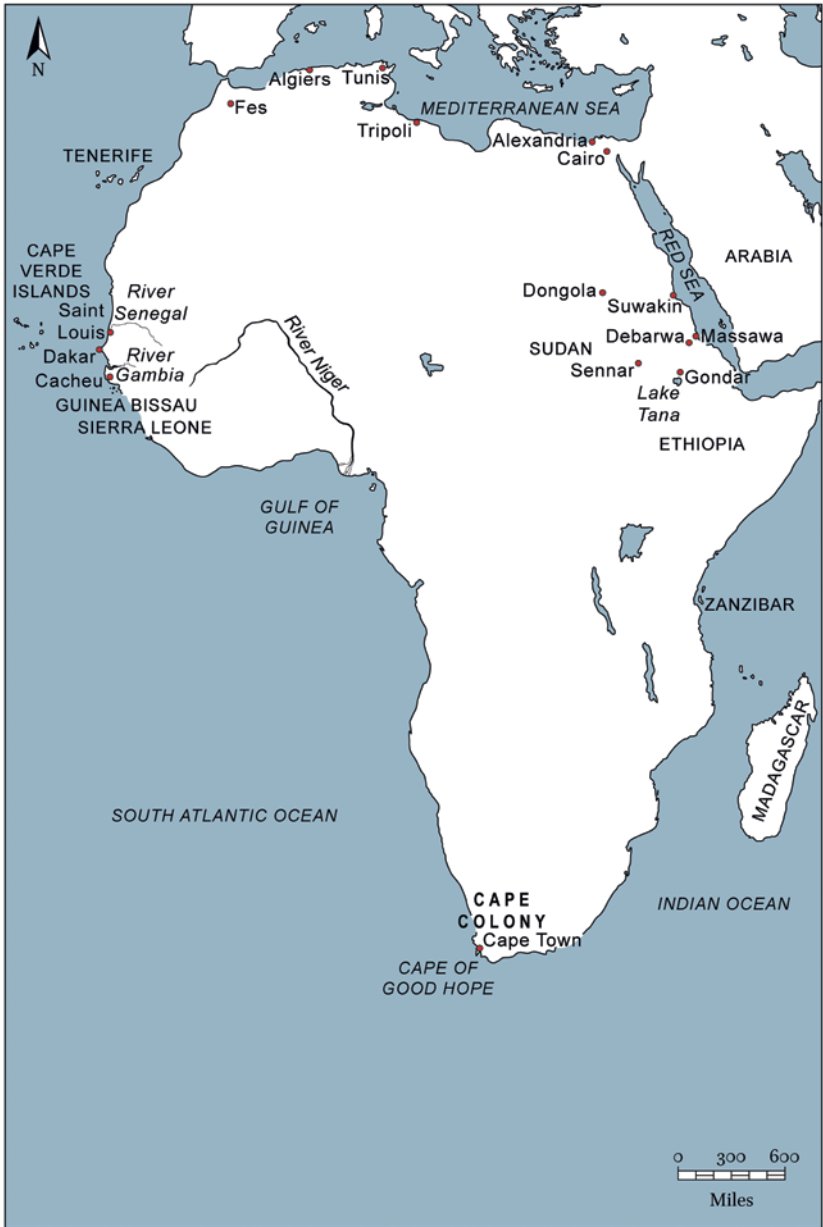 N
Algiers
Tunis
Fes
MEDITERRANEAN SEA
Tripoli
Alexandria
Cairo
TENERIFE
CAPE
VERDE
ISLANDS
River
Senegal
Saint
Louis
Dakar
River
Gambia
Cacheu
GUINEA BISSAU
SIERRA LEONE
River Niger
RED SEA
ARABIA
Dongola
Suwakin
Debarwa
Massawa
SUDAN
Sennar
Gondar
Lake
Tana
ETHIOPIA
GULF OF
GUINEA
ZANZIBAR
MADAGASCAR
SOUTH ATLANTIC OCEAN
INDIAN OCEAN
CAPE
COLONY
Cape Town
CAPE OF
GOOD HOPE
0 300 600
Miles